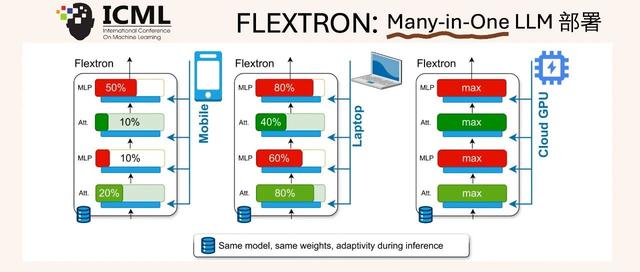 ICML
International Conference
On Machine Learning
FLEXTRON: Many-in-One LLM 部署
Flextron
MLP 50%
Att. 10%
MLP 10%
Att. 20%
Mobile
Flextron
MLP 80%
Att. 40%
MLP 60%
Att. 80%
Laptop
Flextron
MLP max
Att. max
MLP max
Att. max
Cloud GPU
Same model, same weights, adaptivity during inference